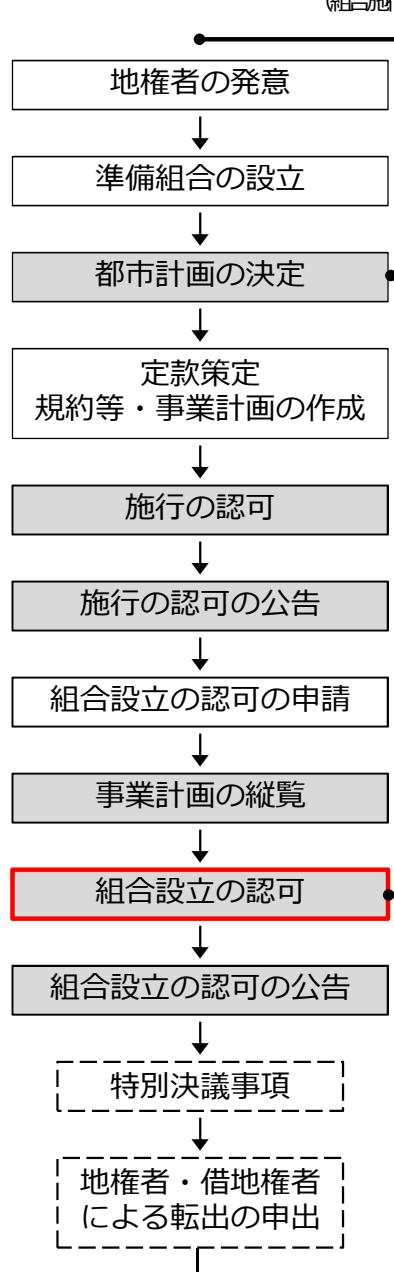 地権者の発意
準備組合の設立
都市計画の決定
定款策定
規約等・事業計画の作成
施行の認可
施行の認可の公告
組合設立の認可の申請
事業計画の縦覧
組合設立の認可
組合設立の認可の公告
特別決議事項
地権者・借地権者
による転出の申出